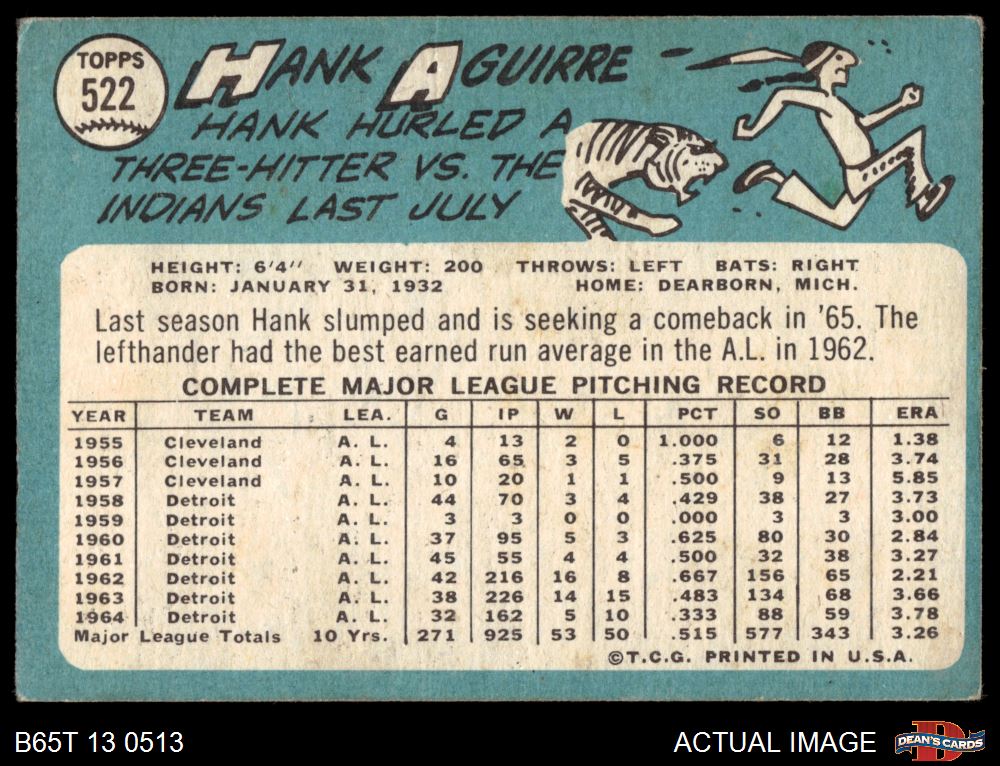 TOPPS
522
HANK AGUIRRE
HANK HURLED A
THREE-HITTER VS. THE
INDIANS LAST JULY
HEIGHT: 6'4" WEIGHT: 200 THROWS: LEFT BATS: RIGHT
BORN: JANUARY 31, 1932 HOME: DEARBORN, MICH.
Last season Hank slumped and is seeking a comeback in '65. The
lefthander had the best earned run average in the A.L. in 1962.
COMPLETE MAJOR LEAGUE PITCHING RECORD
YEAR TEAM LEA. G IP W L PCT SO BB ERA
1955 Cleveland A. L. 4 13 2 0 1.000 6 12 1.38
1956 Cleveland A. L. 16 65 3 5 .375 31 28 3.74
1957 Cleveland A. L. 10 20 1 1 .500 9 13 5.85
1958 Detroit A. L. 44 70 3 4 .429 38 27 3.73
1959 Detroit A. L. 3 3 0 0 .000 3 3 3.00
1960 Detroit A. L. 37 95 5 3 .625 80 30 2.84
1961 Detroit A. L. 45 55 4 4 .500 32 38 3.27
1962 Detroit A. L. 42 216 16 8 .667 156 65 2.21
1963 Detroit A. L. 38 226 14 15 .483 134 68 3.66
1964 Detroit A. L. 32 162 5 10 .333 88 59 3.78
Major League Totals 10 Yrs. 271 925 53 50 .515 577 343 3.26
©T.C.G. PRINTED IN U.S.A.
B65T 13 0513 ACTUAL IMAGE DEAN'S CARDS